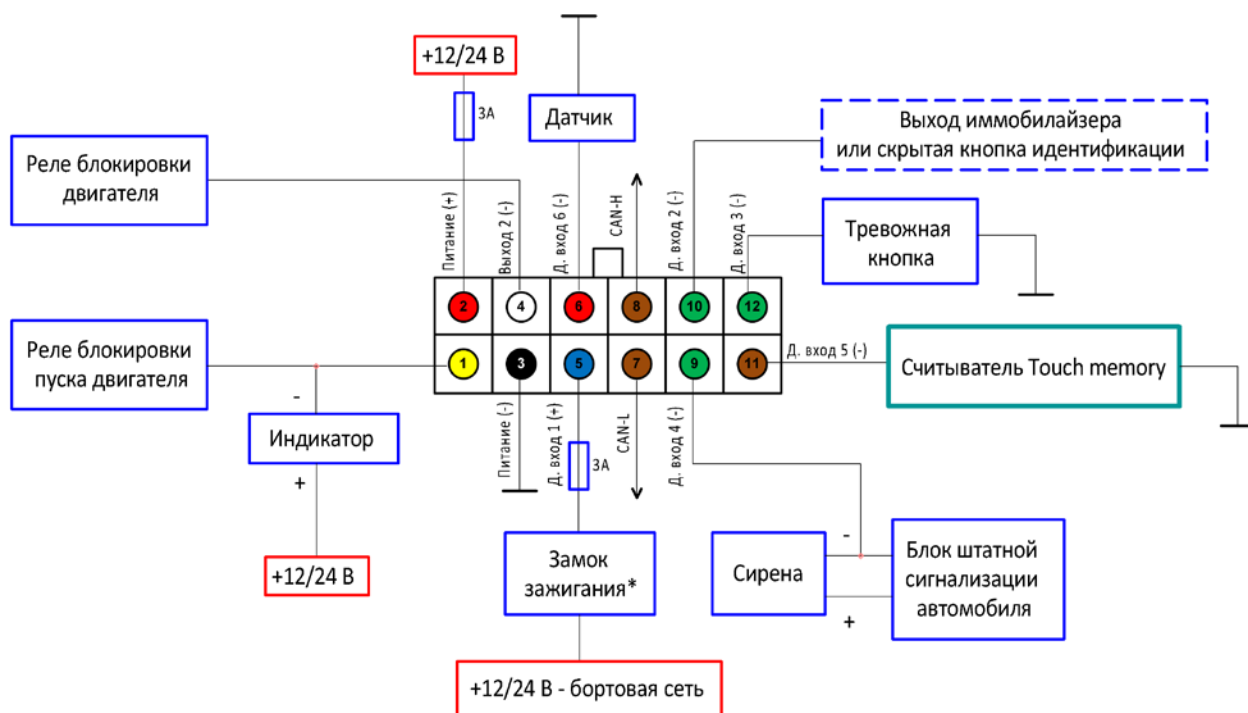 +12/24 В
3А
Датчик
Выход иммобилайзера
или скрытая кнопка идентификации
Реле блокировки
двигателя
Питание (+)
Выход 2 (-)
Д. вход 6 (-)
CAN-H
Д. вход 2 (-)
Д. вход 3 (-)
Тревожная
кнопка
2
4
6
8
10
12
Реле блокировки
пуска двигателя
1
3
5
7
9
11
Д. вход 5 (-)
Считыватель Touch memory
-
Индикатор
+
Питание (-)
Д. вход 1 (+)
3А
CAN-L
Д. вход 4 (-)
+12/24 В
Замок
зажигания*
Сирена
-
+
Блок штатной
сигнализации
автомобиля
+12/24 В - бортовая сеть